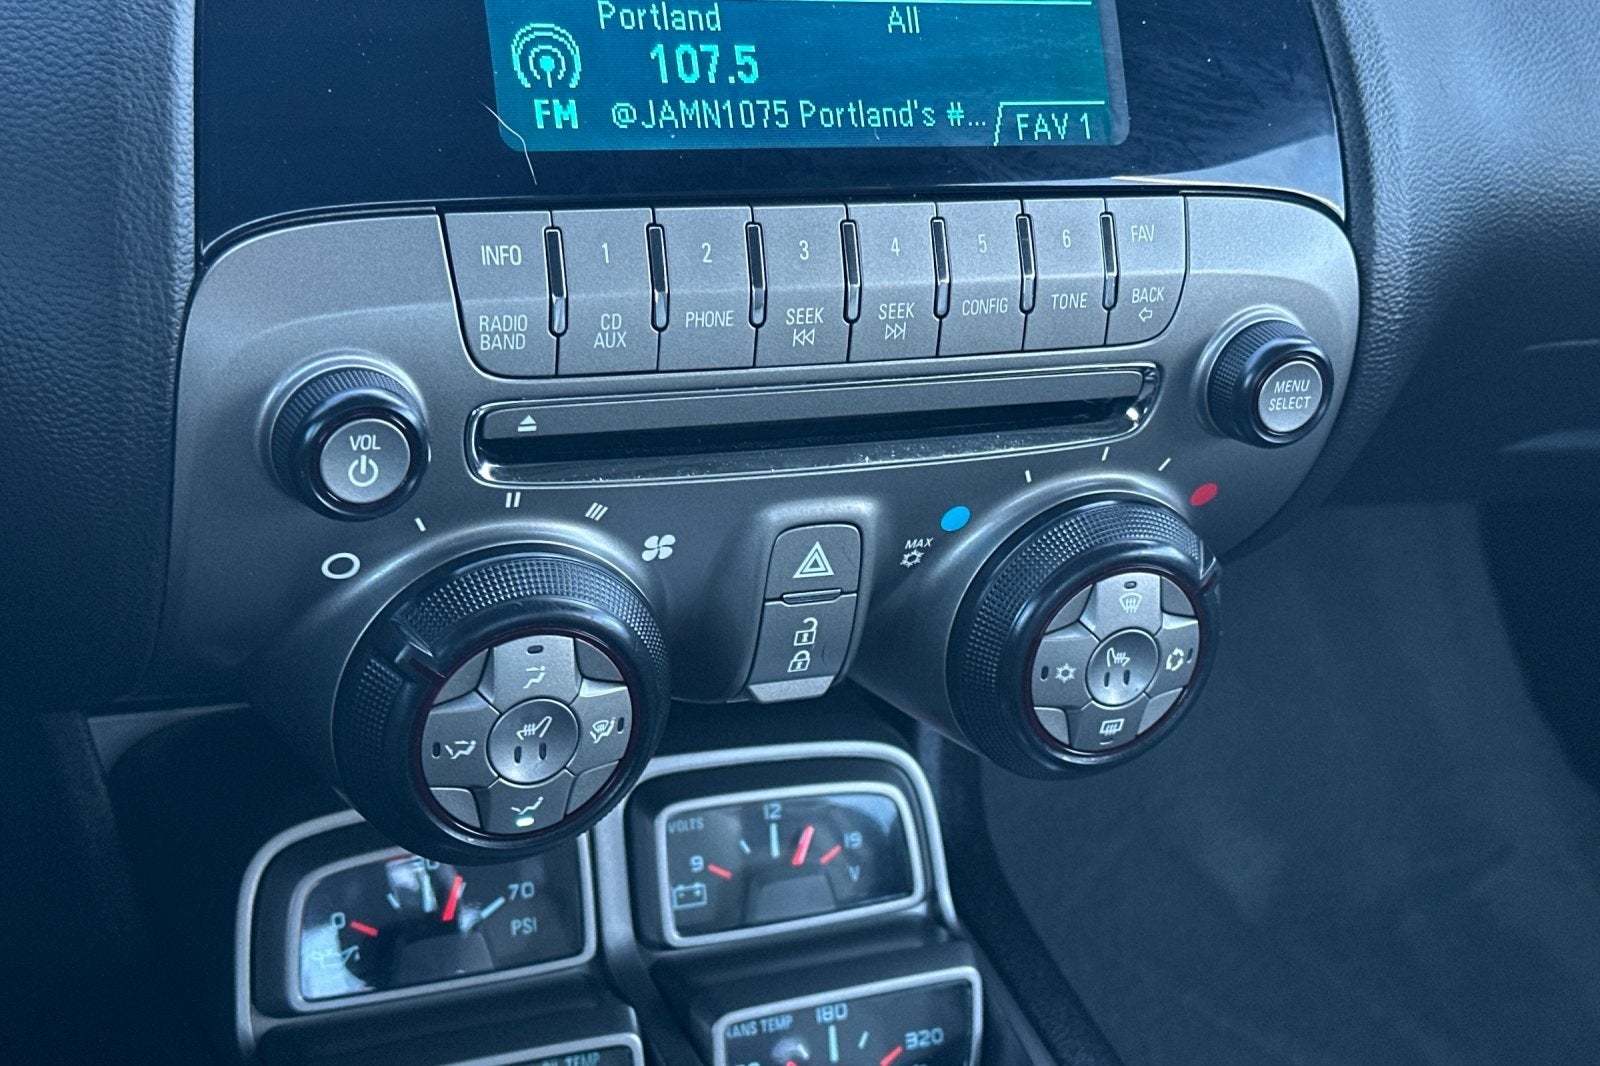 Portland All
107.5
FM @JAMN1075 Portland's #... FAV 1
INFO 1 2 3 4 5 6 FAV
RADIO BAND
CD AUX
PHONE
SEEK
SEEK
CONFIG
TONE
BACK
VOL
MENU SELECT
MAX
VOLTS
9 12 19
V
0 70
PSI
180
320